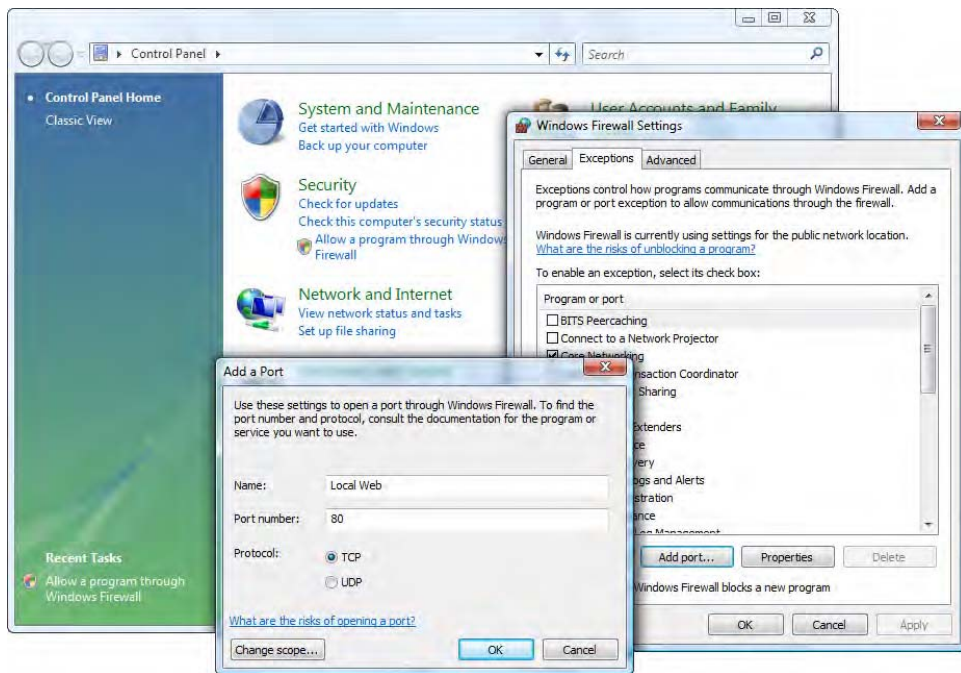 Control Panel
Search
Control Panel Home
Classic View
System and Maintenance
Get started with Windows
Back up your computer
Security
Check for updates
Check this computer's security status
Allow a program through Windows
Firewall
Network and Internet
View network status and tasks
Set up file sharing
User Accounts and Family
Recent Tasks
Allow a program through
Windows Firewall
Windows Firewall Settings
General Exceptions Advanced
Exceptions control how programs communicate through Windows Firewall. Add a
program or port exception to allow communications through the firewall.
Windows Firewall is currently using settings for the public network location.
What are the risks of unblocking a program?
To enable an exception, select its check box:
Program or port
BITS Peercaching
Connect to a Network Projector
Core Networking
Coordinator
Sharing
Extenders
and Alerts
Management
Add port... Properties Delete
Windows Firewall blocks a new program
OK Cancel Apply
Add a Port
Use these settings to open a port through Windows Firewall. To find the
port number and protocol, consult the documentation for the program or
service you want to use.
Name: Local Web
Port number: 80
Protocol: TCP
UDP
What are the risks of opening a port?
Change scope... OK Cancel